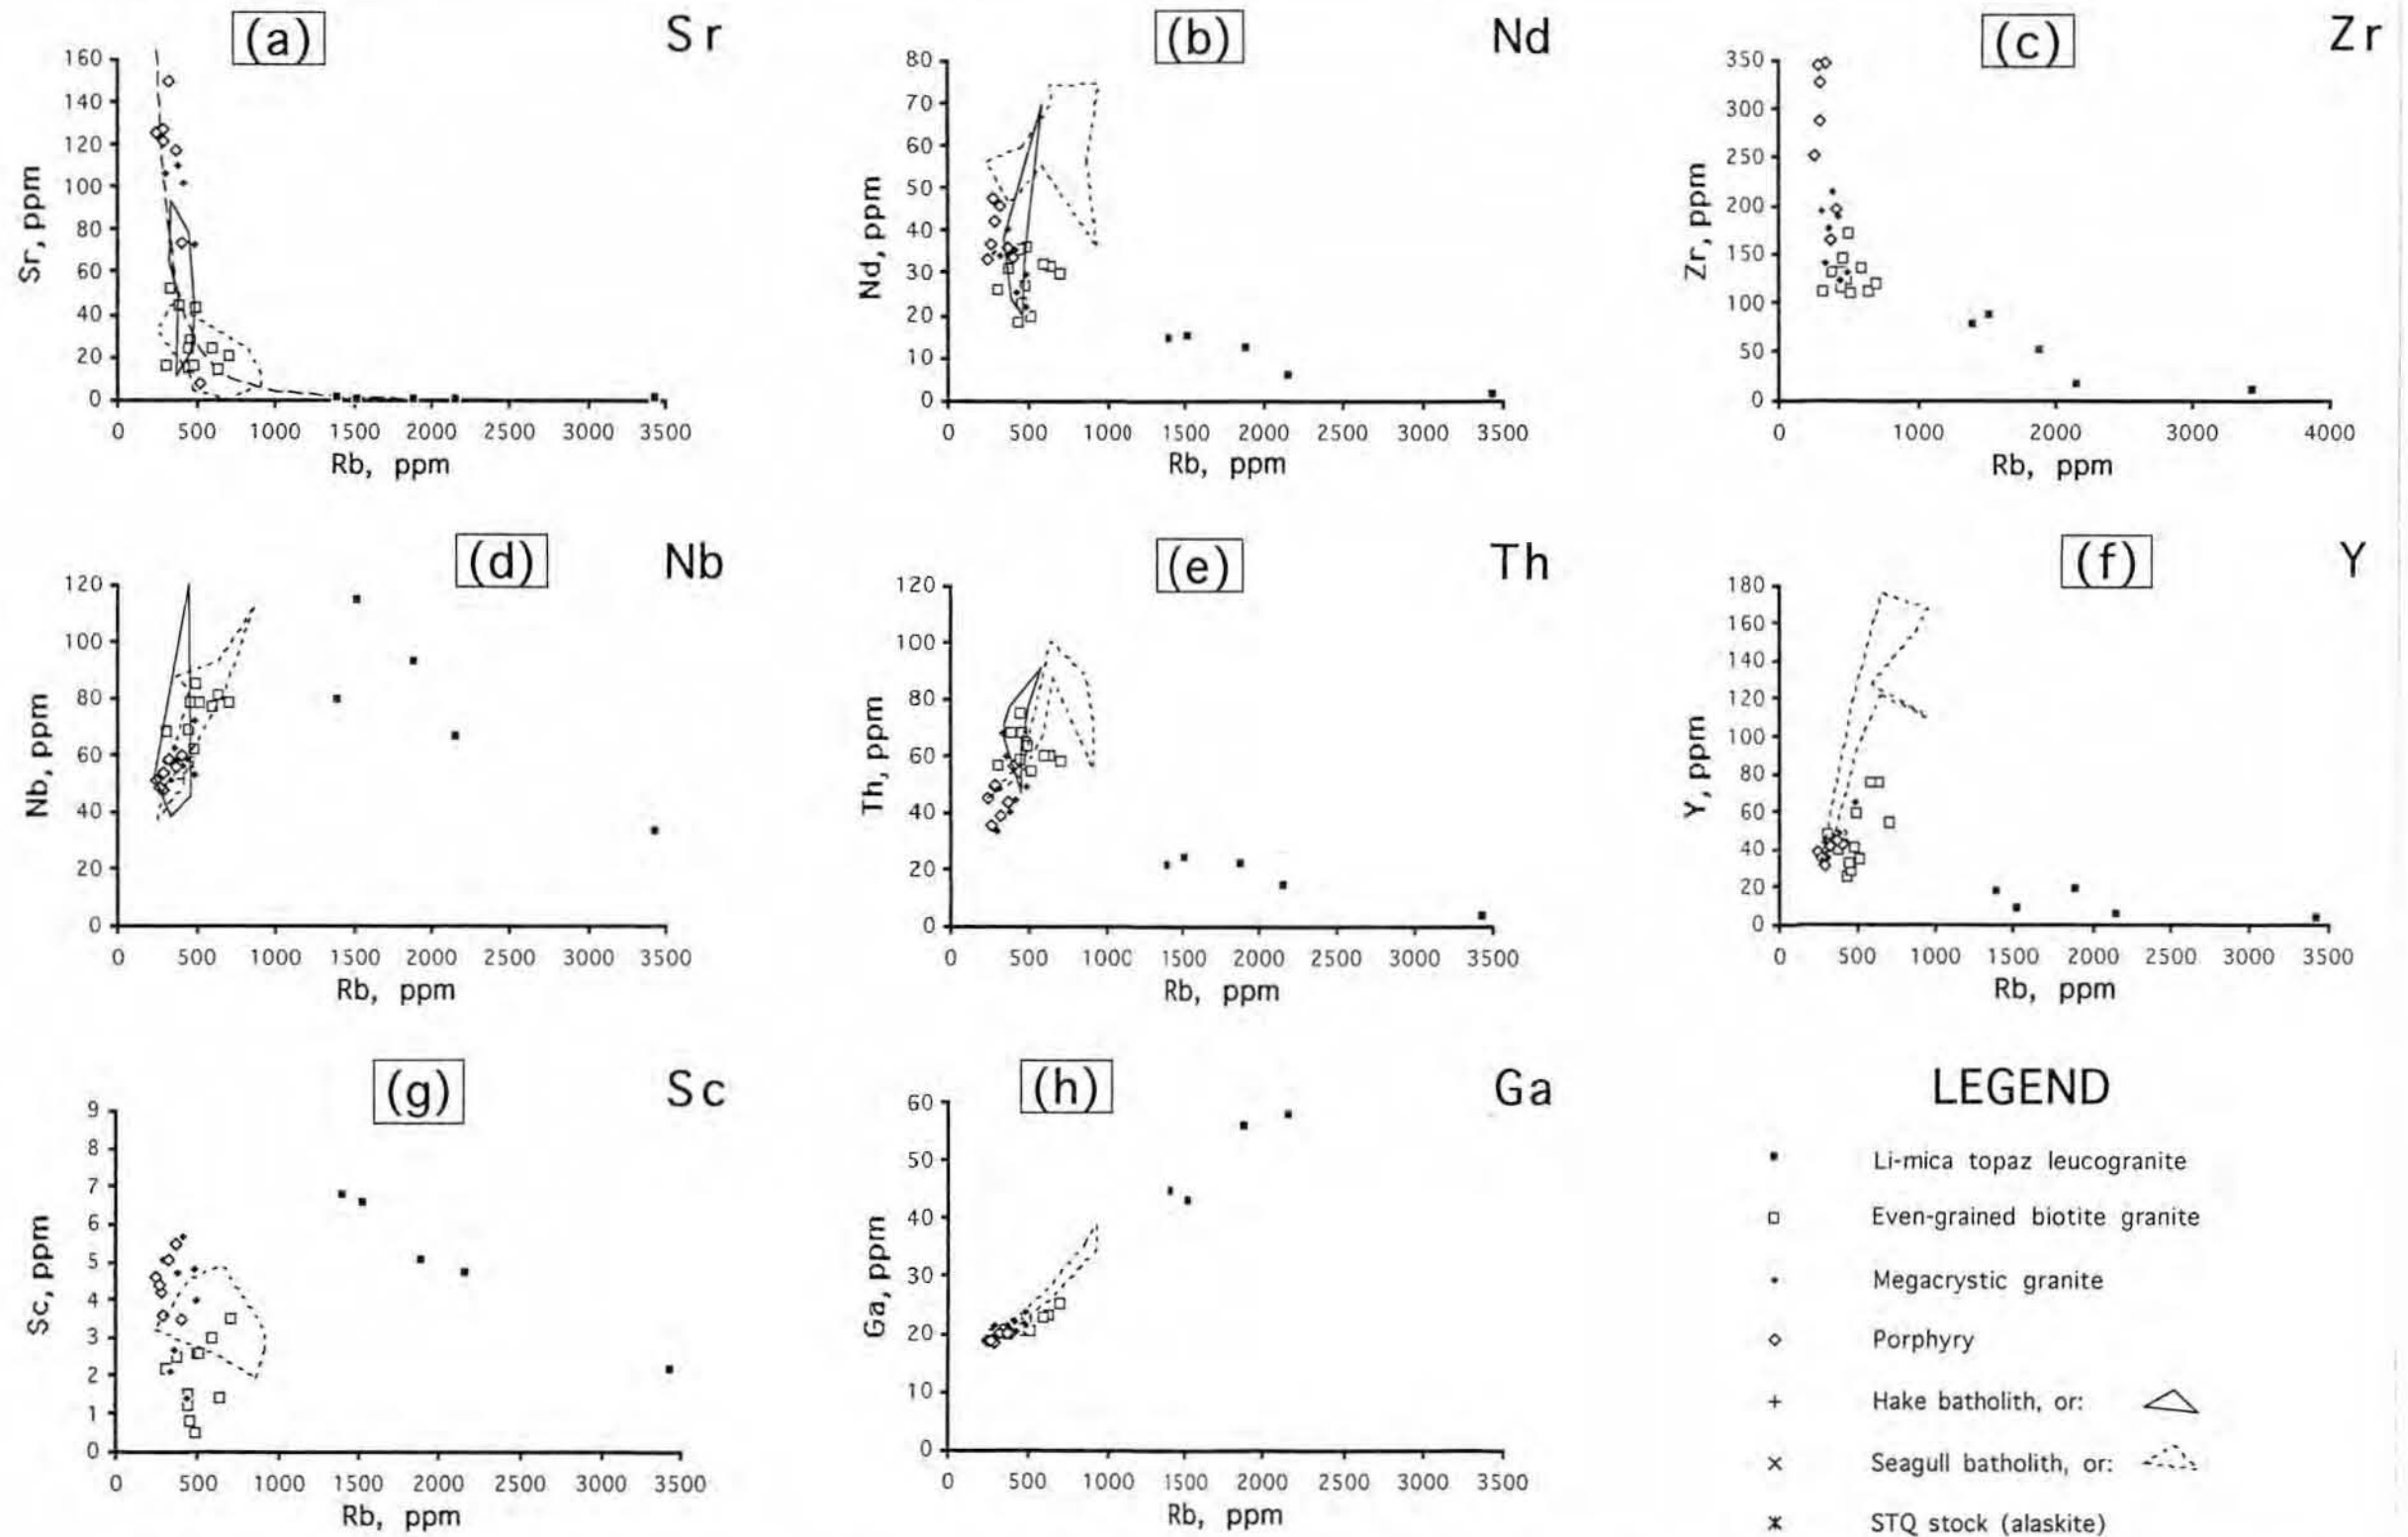 (a) Sr
Sr, ppm
160
140
120
100
80
60
40
20
0
0 500 1000 1500 2000 2500 3000 3500
Rb, ppm
(b) Nd
Nd, ppm
80
70
60
50
40
30
20
10
0
0 500 1000 1500 2000 2500 3000 3500
Rb, ppm
(c) Zr
Zr, ppm
350
300
250
200
150
100
50
0
0 1000 2000 3000 4000
Rb, ppm
(d) Nb
Nb, ppm
120
100
80
60
40
20
0
0 500 1000 1500 2000 2500 3000 3500
Rb, ppm
(e) Th
Th, ppm
120
100
80
60
40
20
0
0 500 1000 1500 2000 2500 3000 3500
Rb, ppm
(f) Y
Y, ppm
180
160
140
120
100
80
60
40
20
0
0 500 1000 1500 2000 2500 3000 3500
Rb, ppm
(g) Sc
Sc, ppm
9
8
7
6
5
4
3
2
1
0
0 500 1000 1500 2000 2500 3000 3500
Rb, ppm
(h) Ga
Ga, ppm
60
50
40
30
20
10
0
0 500 1000 1500 2000 2500 3000 3500
Rb, ppm
LEGEND
Li-mica topaz leucogranite
Even-grained biotite granite
Megacrystic granite
Porphyry
Hake batholith, or:
Seagull batholith, or:
STQ stock (alaskite)